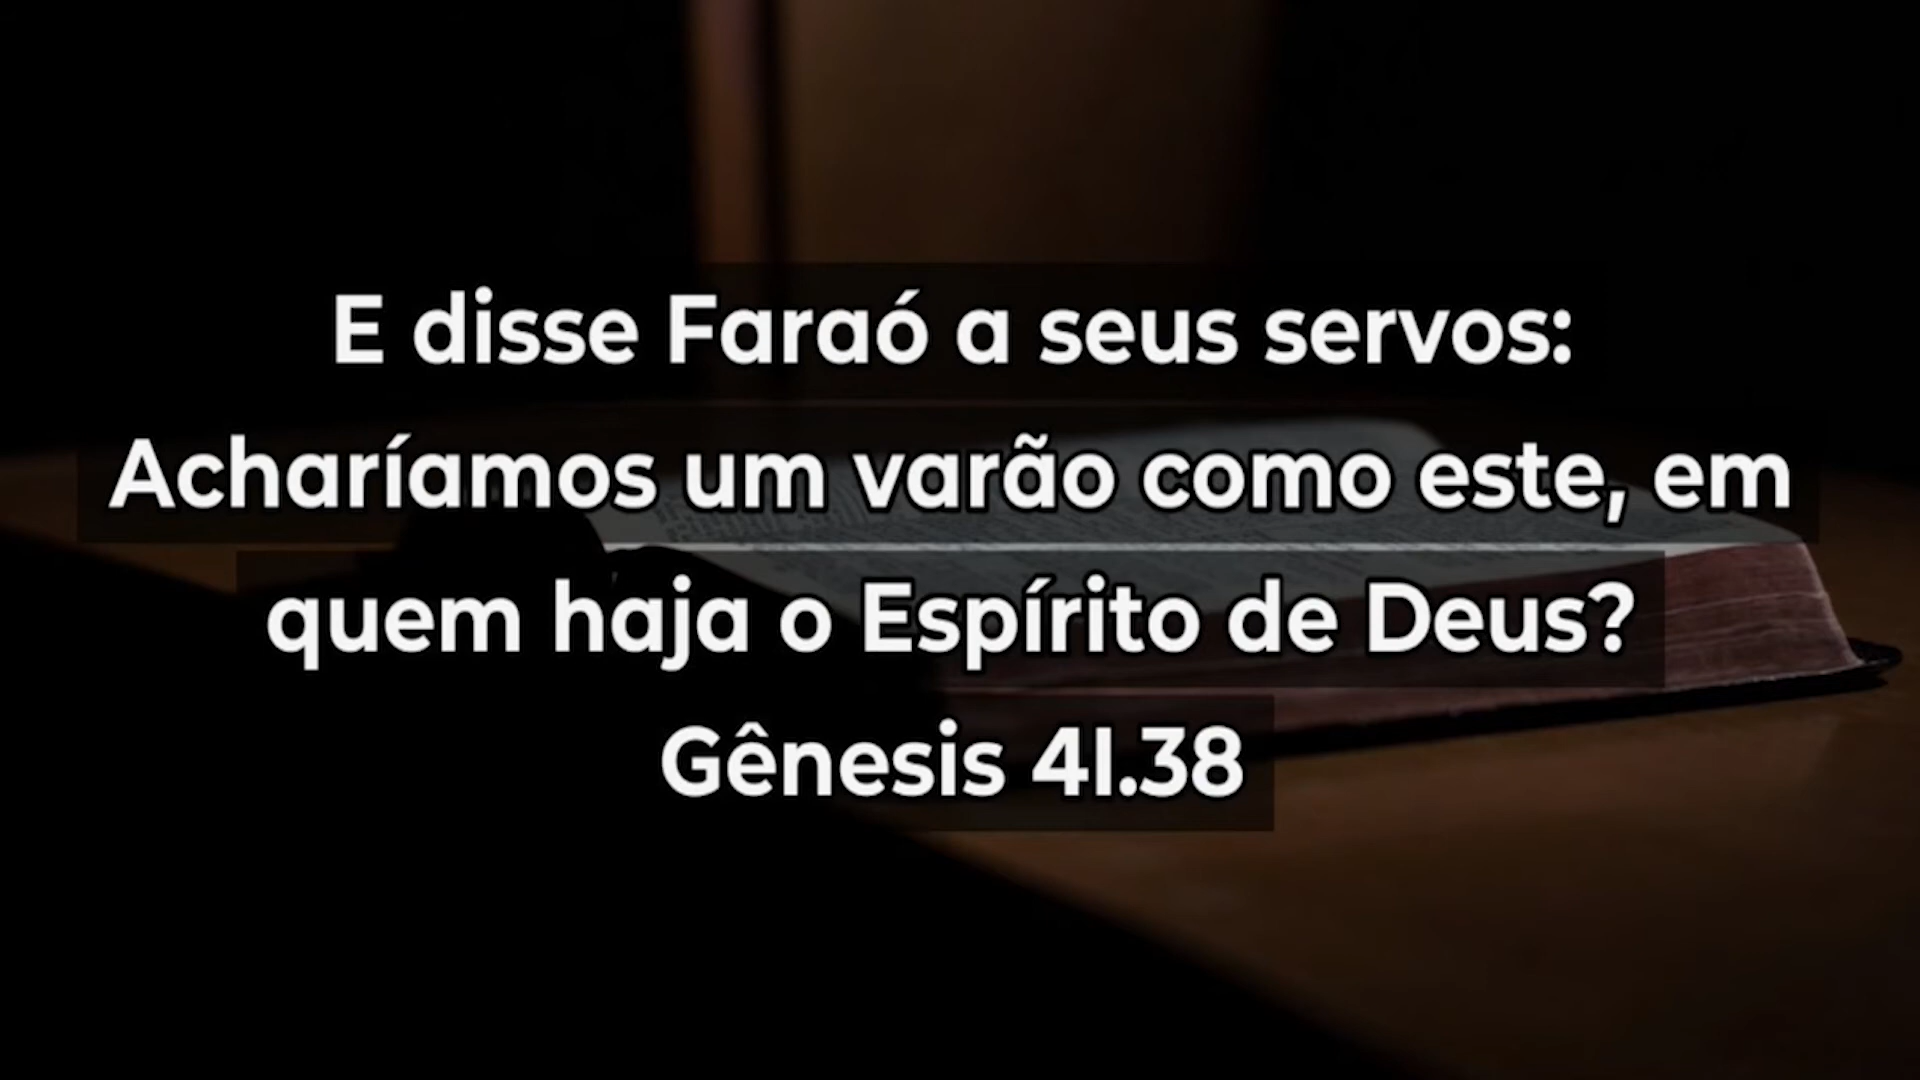 E disse Faraó a seus servos:
Acharíamos um varão como este, em
quem haja o Espírito de Deus?
Gênesis 41.38